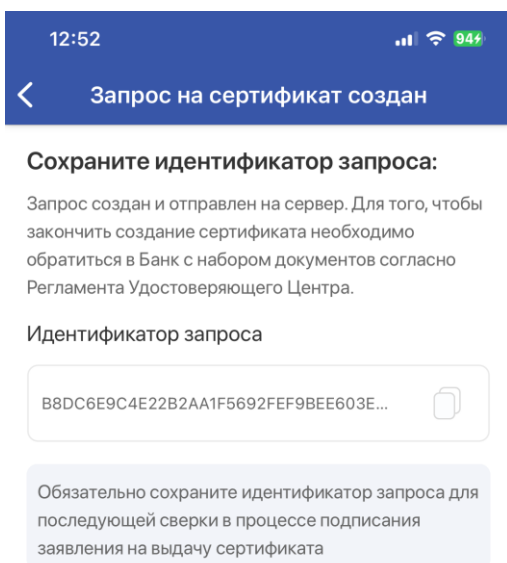 12:52
94
Запрос на сертификат создан
Сохраните идентификатор запроса:
Запрос создан и отправлен на сервер. Для того, чтобы
закончить создание сертификата необходимо
обратиться в Банк с набором документов согласно
Регламента Удостоверяющего Центра.
Идентификатор запроса
B8DC6E9C4E22B2AA1F5692FEF9BEE603E...
Обязательно сохраните идентификатор запроса для
последующей сверки в процессе подписания
заявления на выдачу сертификата